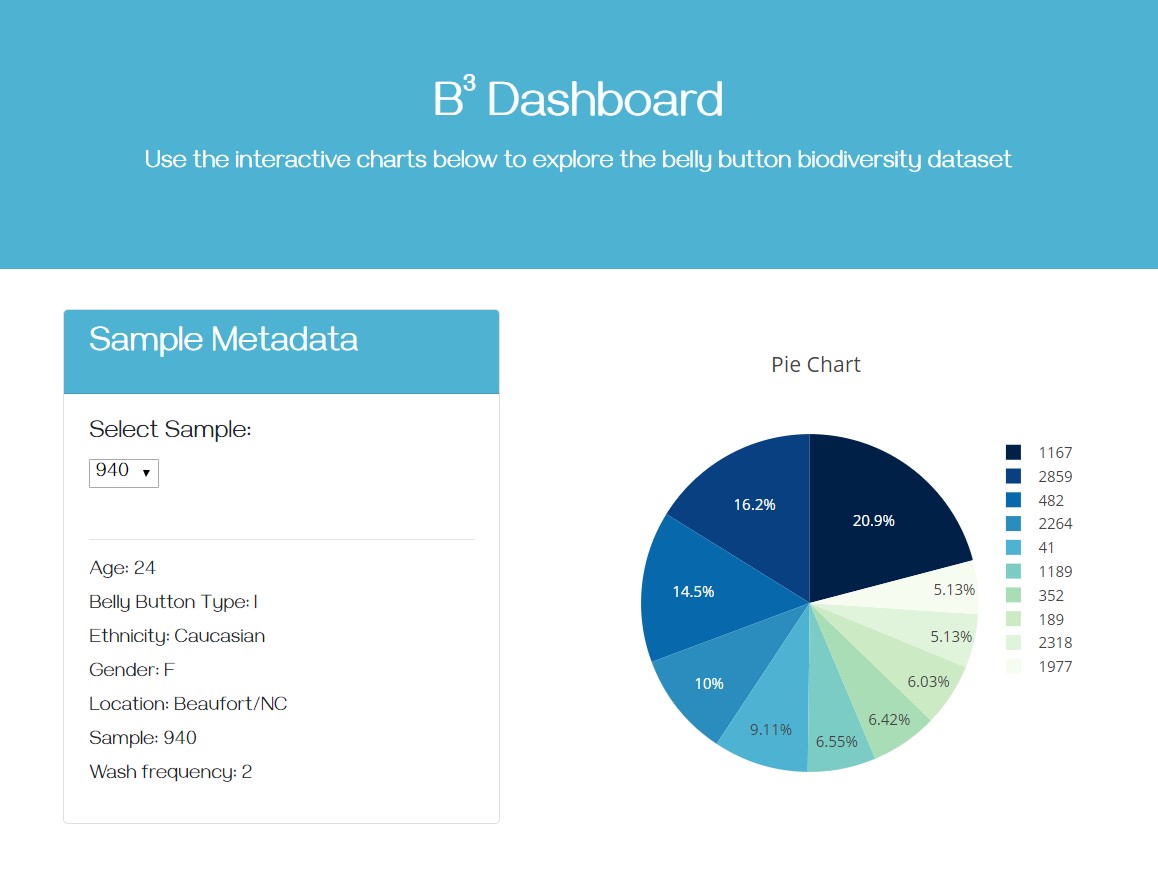 B³ Dashboard
Use the interactive charts below to explore the belly button biodiversity dataset
Sample Metadata
Select Sample:
940 ▼
Age: 24
Belly Button Type: I
Ethnicity: Caucasian
Gender: F
Location: Beaufort/NC
Sample: 940
Wash frequency: 2
Pie Chart
20.9%
16.2%
14.5%
10%
9.11%
6.55%
6.42%
6.03%
5.13%
5.13%
1167
2859
482
2264
41
1189
352
189
2318
1977